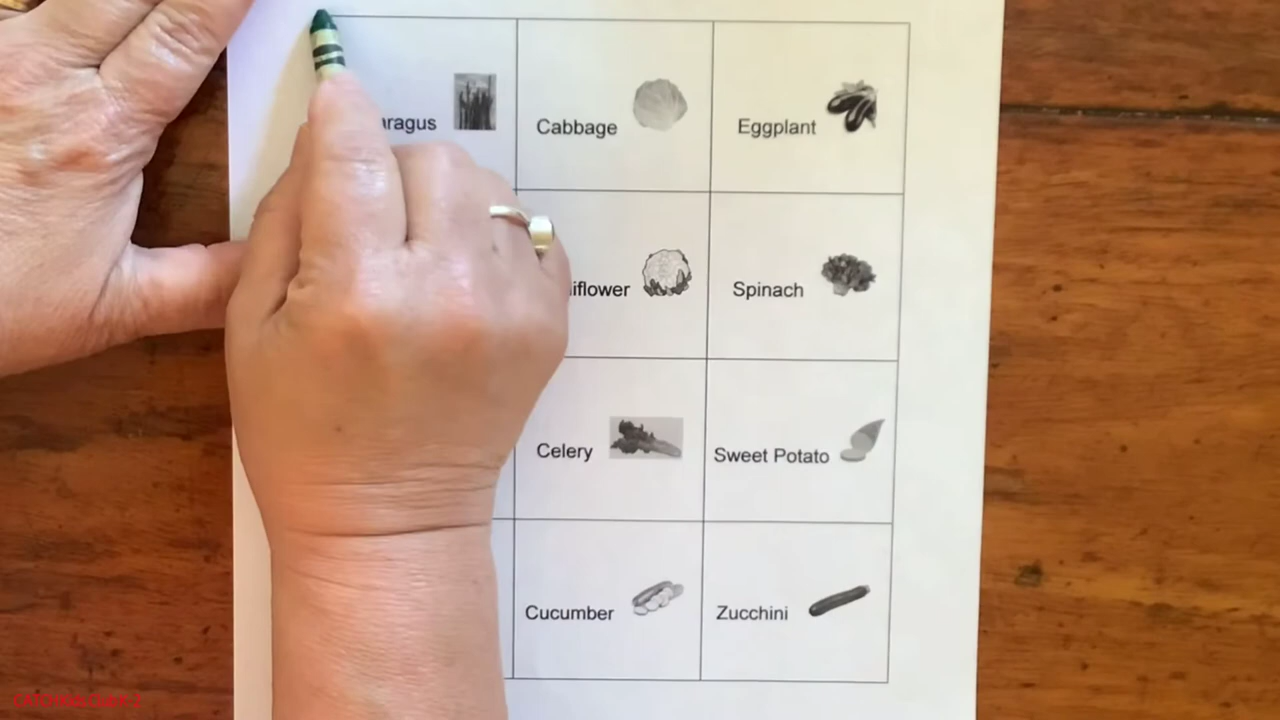 aragus
Cabbage
Eggplant
iflower
Spinach
Celery
Sweet Potato
Cucumber
Zucchini